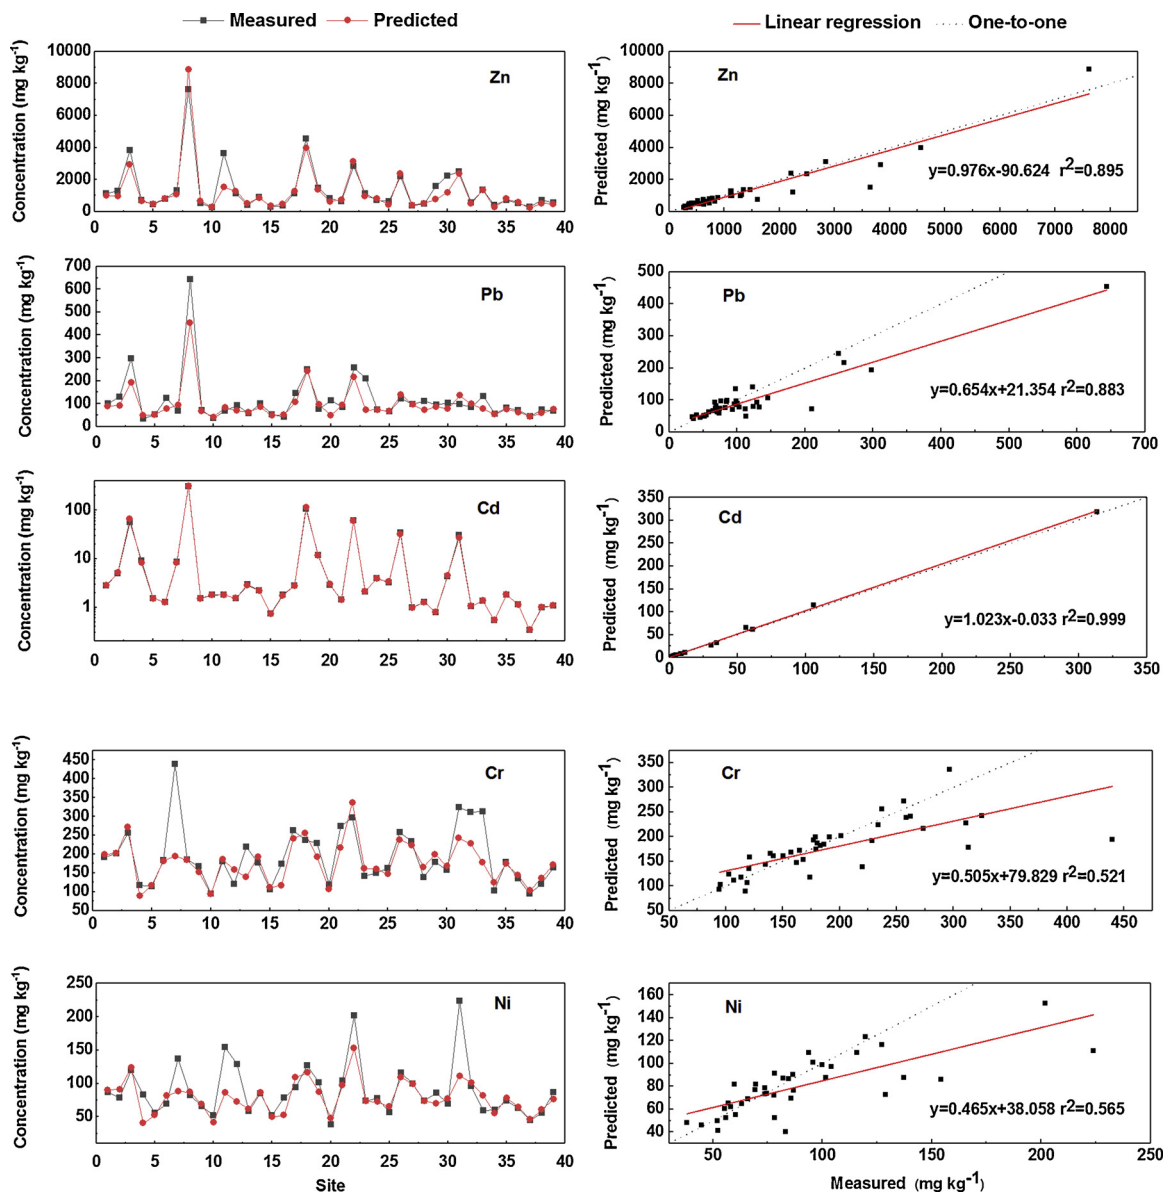 Measured Predicted
Linear regression One-to-one
Concentration (mg kg-1)
10000
8000
6000
4000
2000
0
Zn
0 5 10 15 20 25 30 35 40
Predicted (mg kg-1)
10000
8000
6000
4000
2000
0
Zn
y=0.976x-90.624 r2=0.895
0 1000 2000 3000 4000 5000 6000 7000 8000
Concentration (mg kg-1)
700
600
500
400
300
200
100
0
Pb
0 5 10 15 20 25 30 35 40
Predicted (mg kg-1)
500
400
300
200
100
0
Pb
y=0.654x+21.354 r2=0.883
0 100 200 300 400 500 600 700
Concentration (mg kg-1)
100
10
1
Cd
0 5 10 15 20 25 30 35 40
Predicted (mg kg-1)
350
300
250
200
150
100
50
0
Cd
y=1.023x-0.033 r2=0.999
0 50 100 150 200 250 300 350
Concentration (mg kg-1)
450
400
350
300
250
200
150
100
50
Cr
0 5 10 15 20 25 30 35 40
Predicted (mg kg-1)
350
300
250
200
150
100
50
Cr
y=0.505x+79.829 r2=0.521
50 100 150 200 250 300 350 400 450
Concentration (mg kg-1)
250
200
150
100
50
0
Ni
0 5 10 15 20 25 30 35 40
Site
Predicted (mg kg-1)
160
140
120
100
80
60
40
Ni
y=0.465x+38.058 r2=0.565
50 100 150 200 250
Measured (mg kg-1)